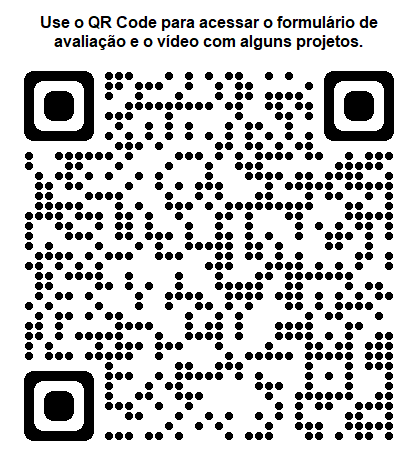 Use o QR Code para acessar o formulário de
avaliação e o vídeo com alguns projetos.